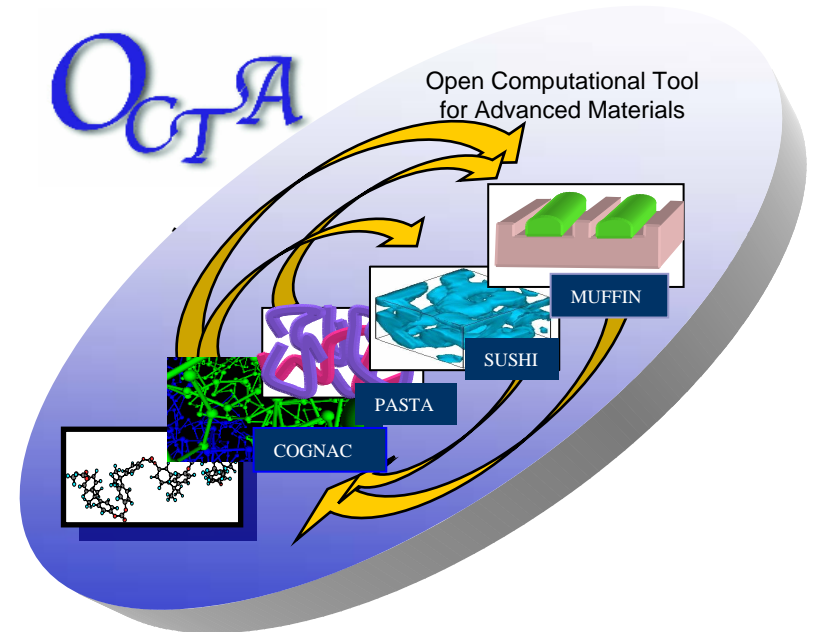 OCTA
Open Computational Tool
for Advanced Materials
MUFFIN
SUSHI
PASTA
COGNAC